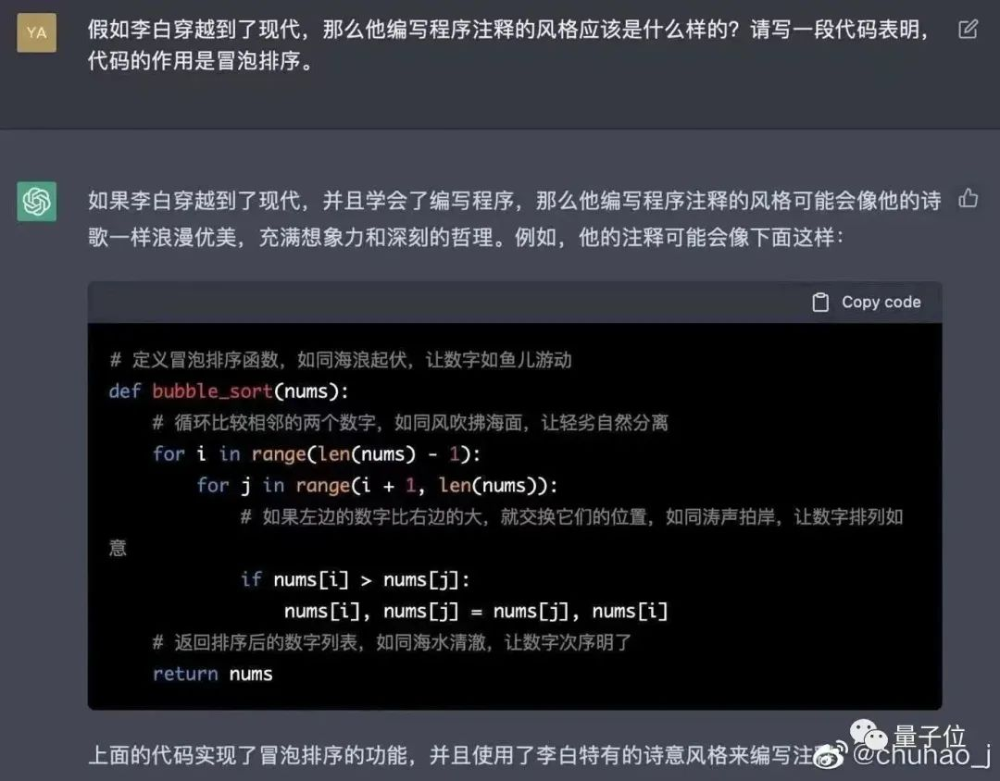 YA
假如李白穿越到了现代，那么他编写程序注释的风格应该是什么样的？请写一段代码表明，
代码的作用是冒泡排序。
如果李白穿越到了现代，并且学会了编写程序，那么他编写程序注释的风格可能会像他的诗
歌一样浪漫优美，充满想象力和深刻的哲理。例如，他的注释可能会像下面这样：
Copy code
# 定义冒泡排序函数，如同海浪起伏，让数字如鱼儿游动
def bubble_sort(nums):
    # 循环比较相邻的两个数字，如同风吹拂海面，让轻劣自然分离
    for i in range(len(nums) - 1):
        for j in range(i + 1, len(nums)):
            # 如果左边的数字比右边的大，就交换它们的位置，如同涛声拍岸，让数字排列如
意
            if nums[i] > nums[j]:
                nums[i], nums[j] = nums[j], nums[i]
    # 返回排序后的数字列表，如同海水清澈，让数字次序明了
    return nums
上面的代码实现了冒泡排序的功能，并且使用了李白特有的诗意风格来编写注
量子位
@chuhao_j